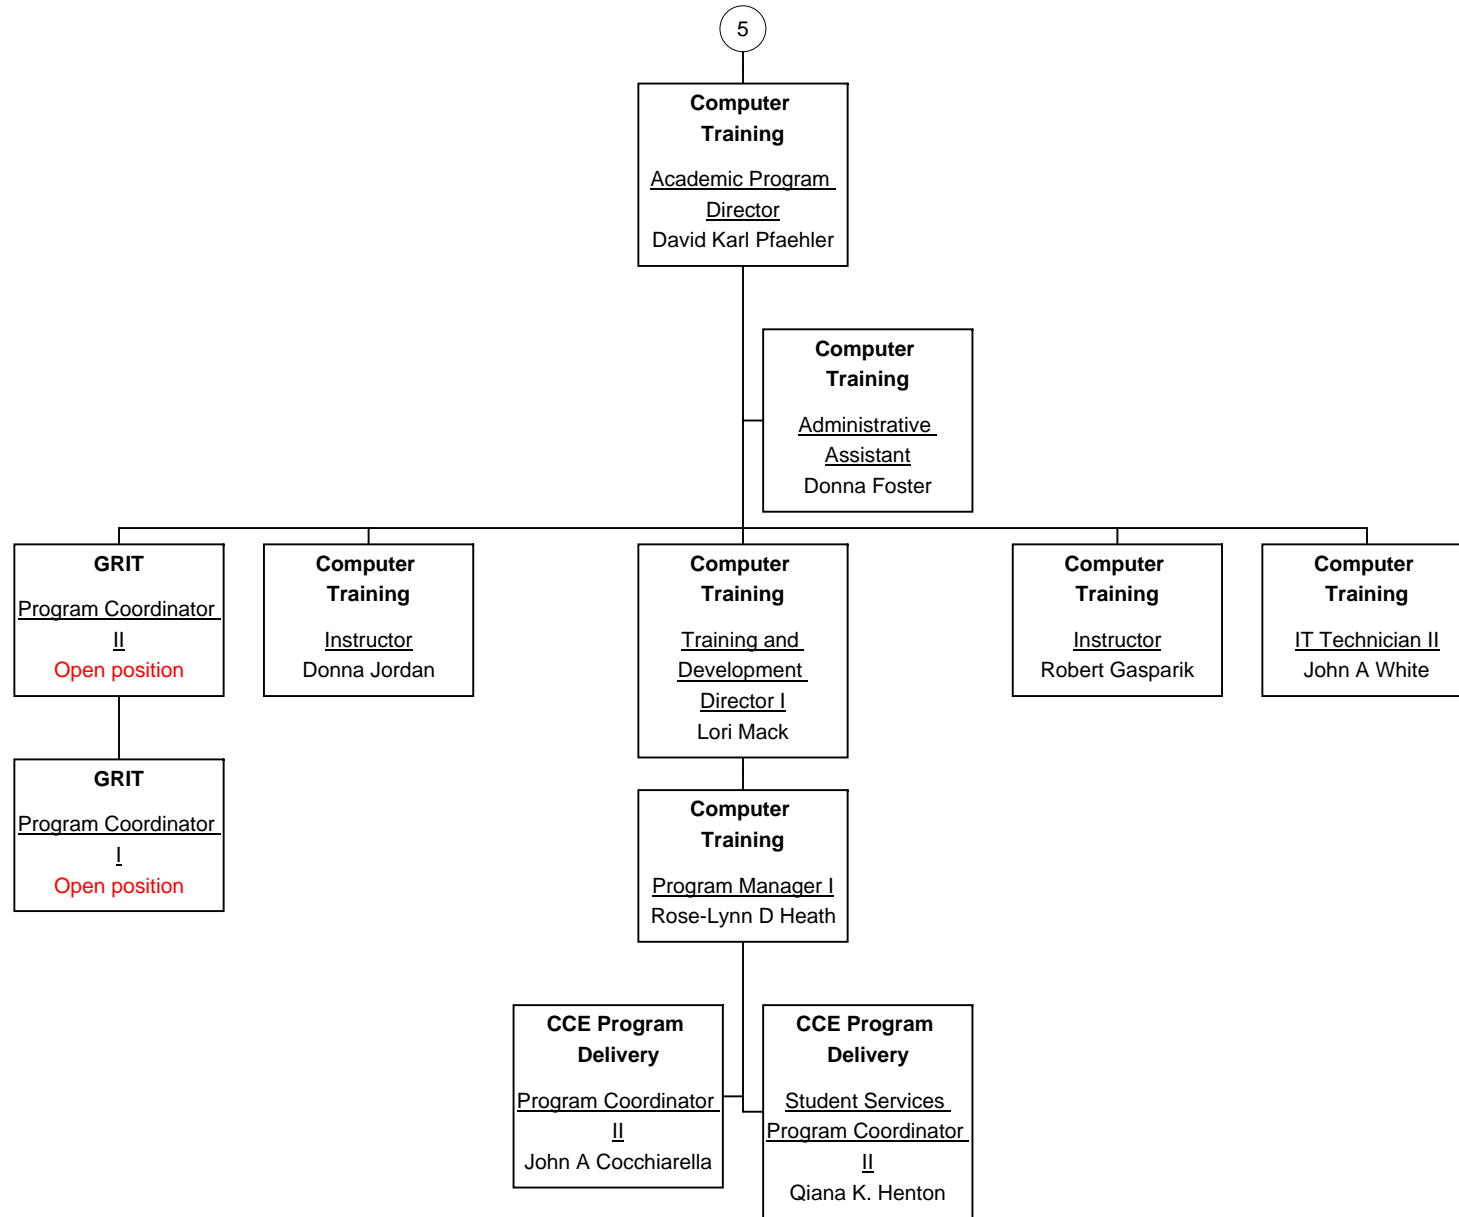 5
Computer
Training
Academic Program
Director
David Karl Pfaehler
Computer
Training
Administrative
Assistant
Donna Foster
GRIT
Program Coordinator
II
Open position
Computer
Training
Instructor
Donna Jordan
Computer
Training
Training and
Development
Director I
Lori Mack
Computer
Training
Instructor
Robert Gasparik
Computer
Training
IT Technician II
John A White
GRIT
Program Coordinator
I
Open position
Computer
Training
Program Manager I
Rose-Lynn D Heath
CCE Program
Delivery
Program Coordinator
II
John A Cocchiarella
CCE Program
Delivery
Student Services
Program Coordinator
II
Qiana K. Henton